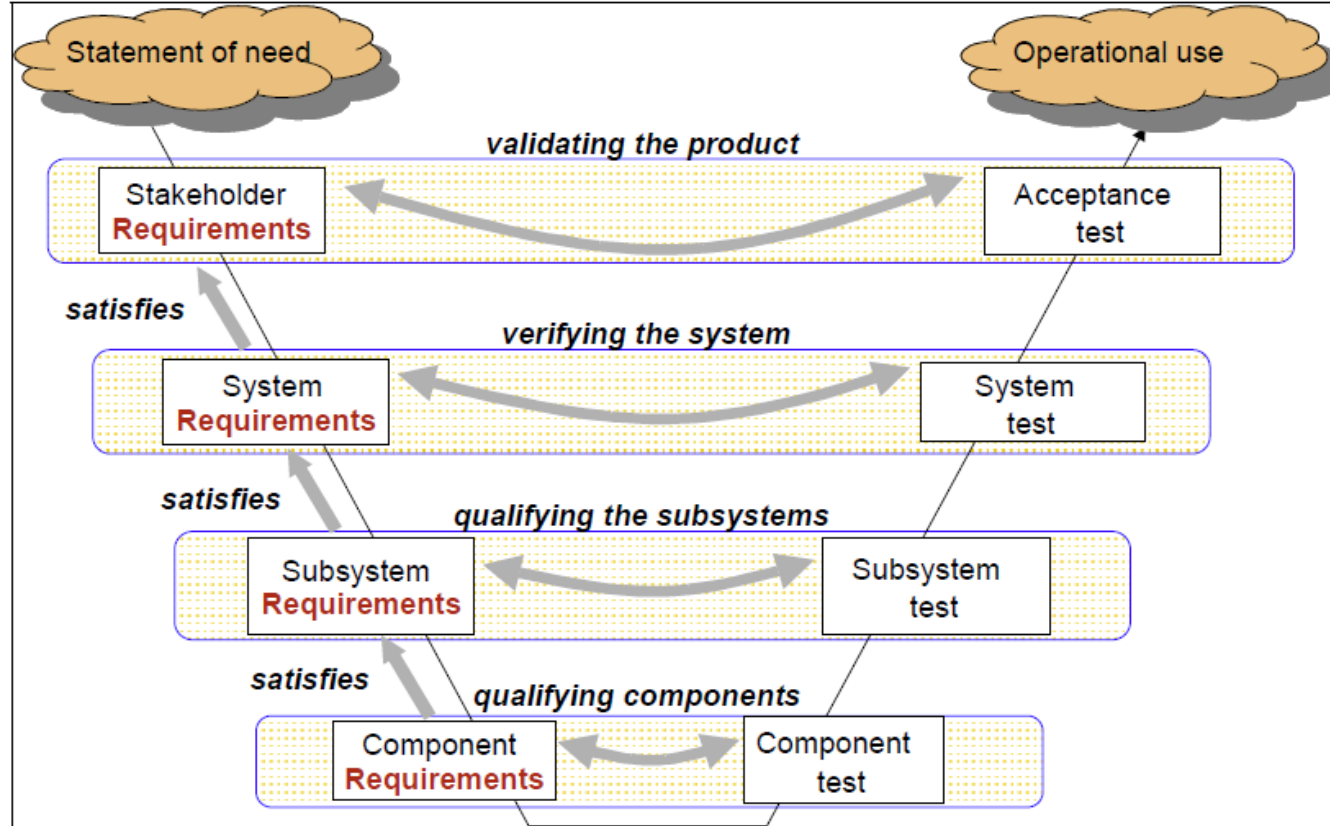 Statement of need
Operational use
validating the product
Stakeholder
Requirements
Acceptance
test
satisfies
verifying the system
System
Requirements
System
test
satisfies
qualifying the subsystems
Subsystem
Requirements
Subsystem
test
satisfies
qualifying components
Component
Requirements
Component
test